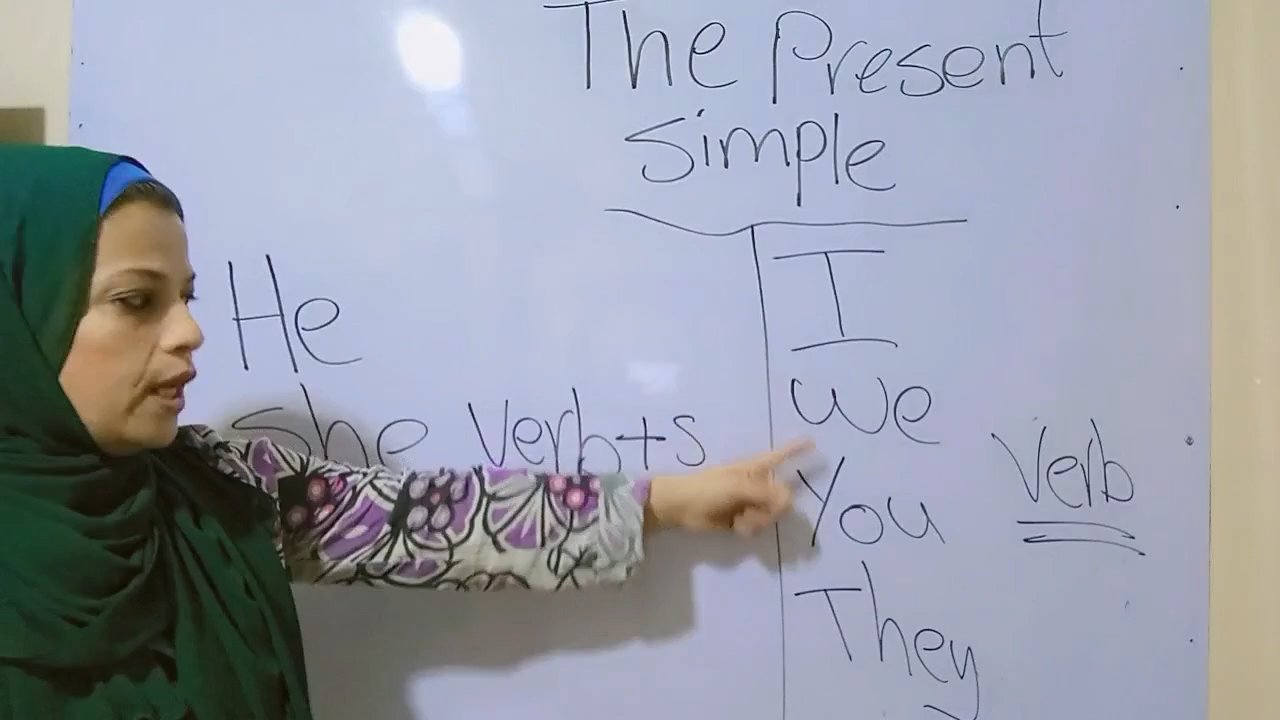 The Present
Simple
He
She Verb+s
I
We
You
They
Verb